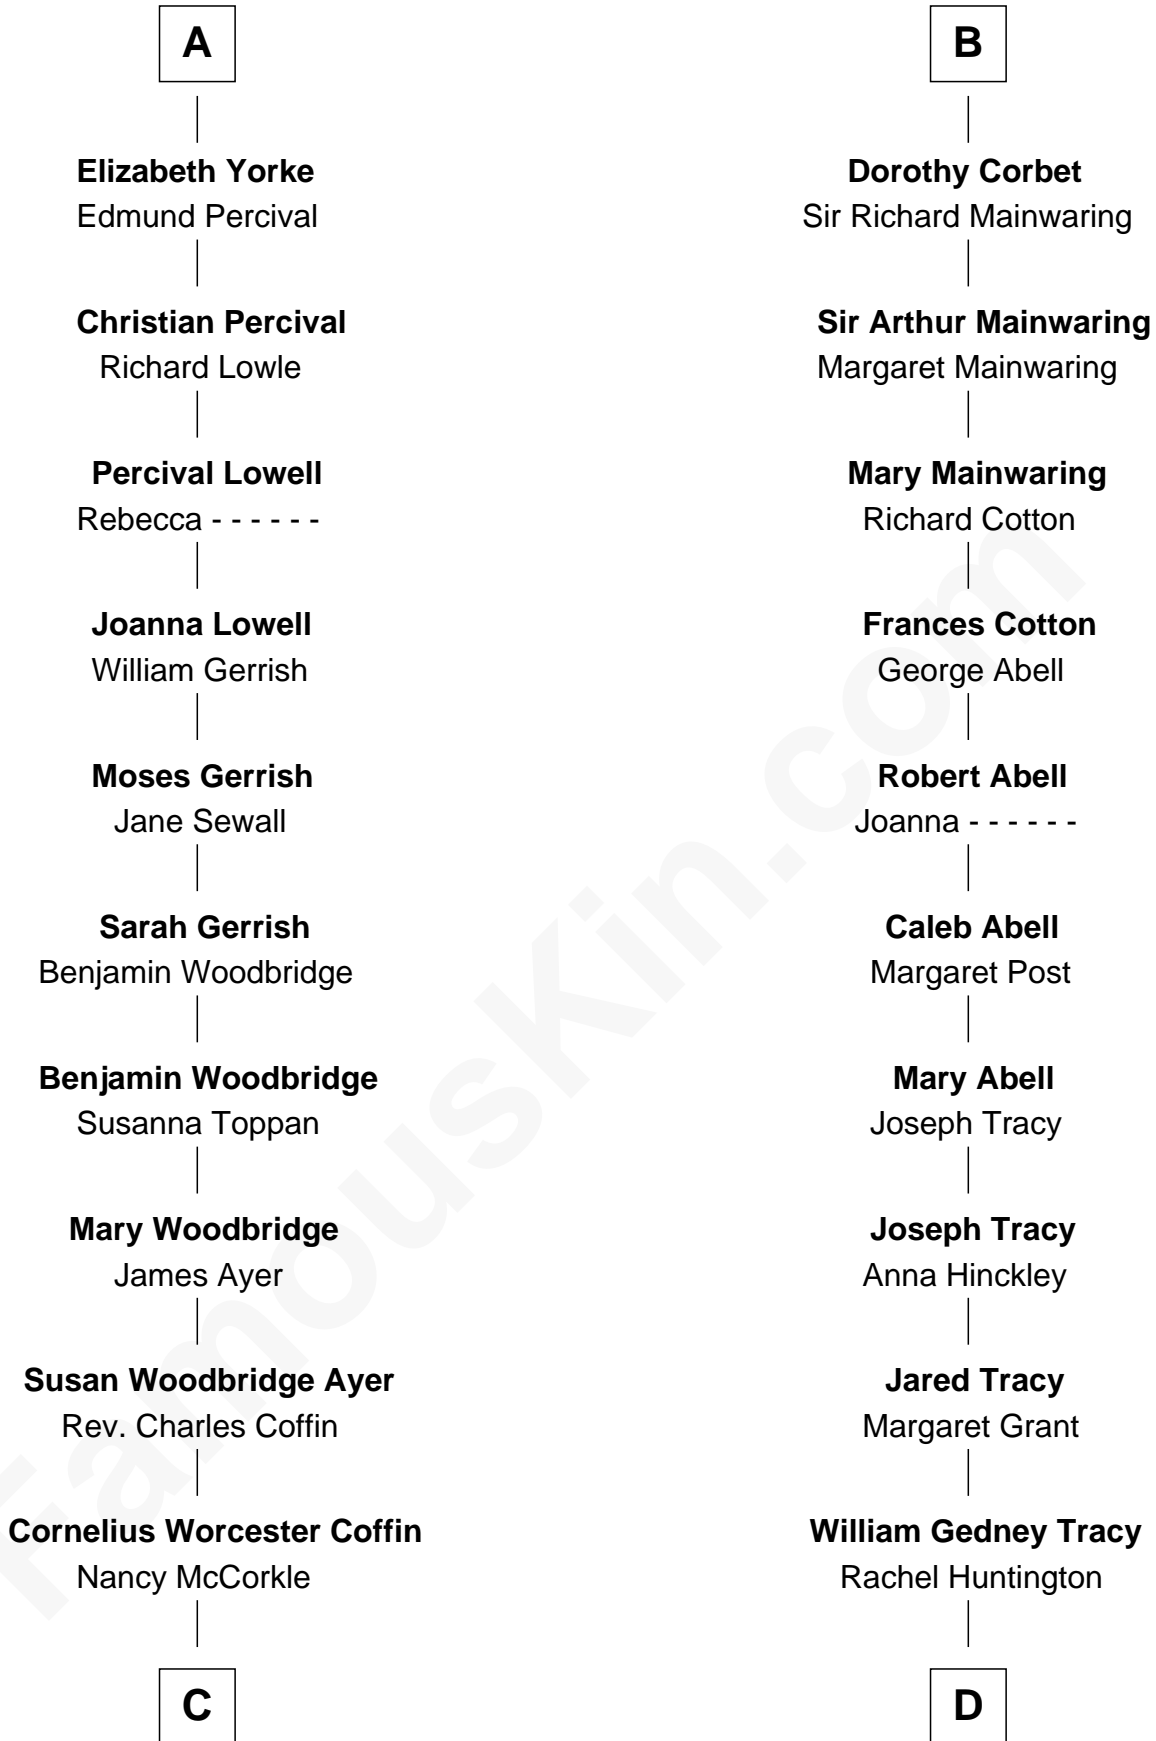 A
Elizabeth Yorke
Edmund Percival
Christian Percival
Richard Lowle
Percival Lowell
Rebecca - - - - - -
Joanna Lowell
William Gerrish
Moses Gerrish
Jane Sewall
Sarah Gerrish
Benjamin Woodbridge
Benjamin Woodbridge
Susanna Toppan
Mary Woodbridge
James Ayer
Susan Woodbridge Ayer
Rev. Charles Coffin
Cornelius Worcester Coffin
Nancy McCorkle
C
B
Dorothy Corbet
Sir Richard Mainwaring
Sir Arthur Mainwaring
Margaret Mainwaring
Mary Mainwaring
Richard Cotton
Frances Cotton
George Abell
Robert Abell
Joanna - - - - - -
Caleb Abell
Margaret Post
Mary Abell
Joseph Tracy
Joseph Tracy
Anna Hinckley
Jared Tracy
Margaret Grant
William Gedney Tracy
Rachel Huntington
D
FamousKin.com